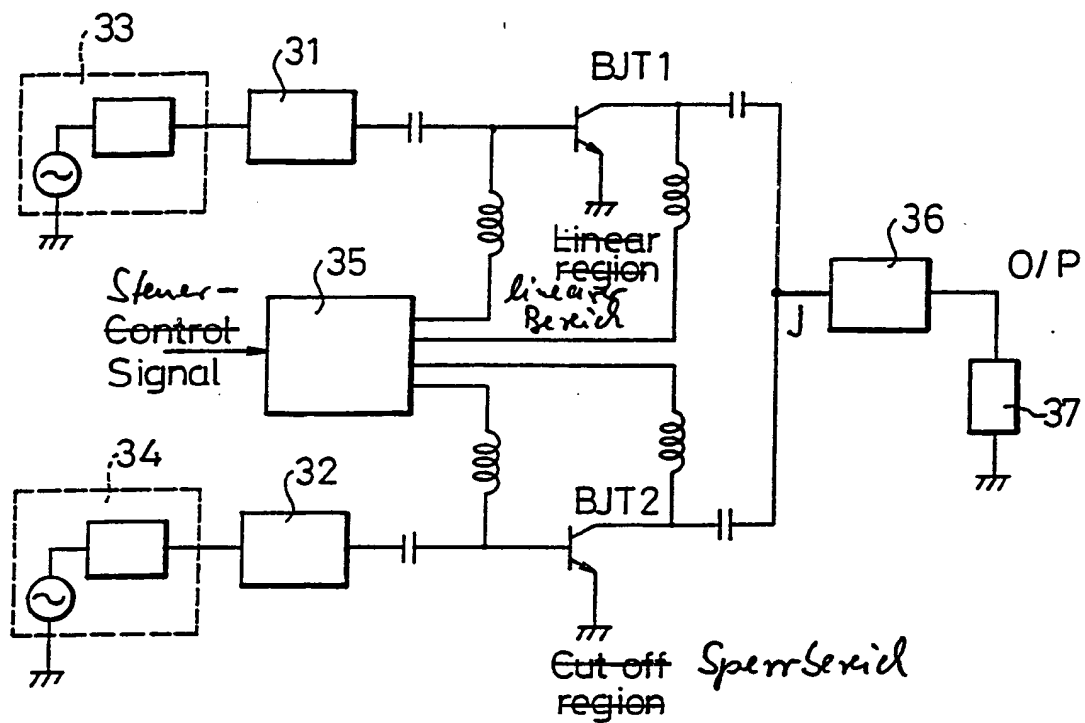 33
31
BJT1
36
O/P
Linear
region
linearer
Bereich
35
Steuer-
Control
Signal
J
37
34
32
BJT2
Cut off
region
Sperrbereich